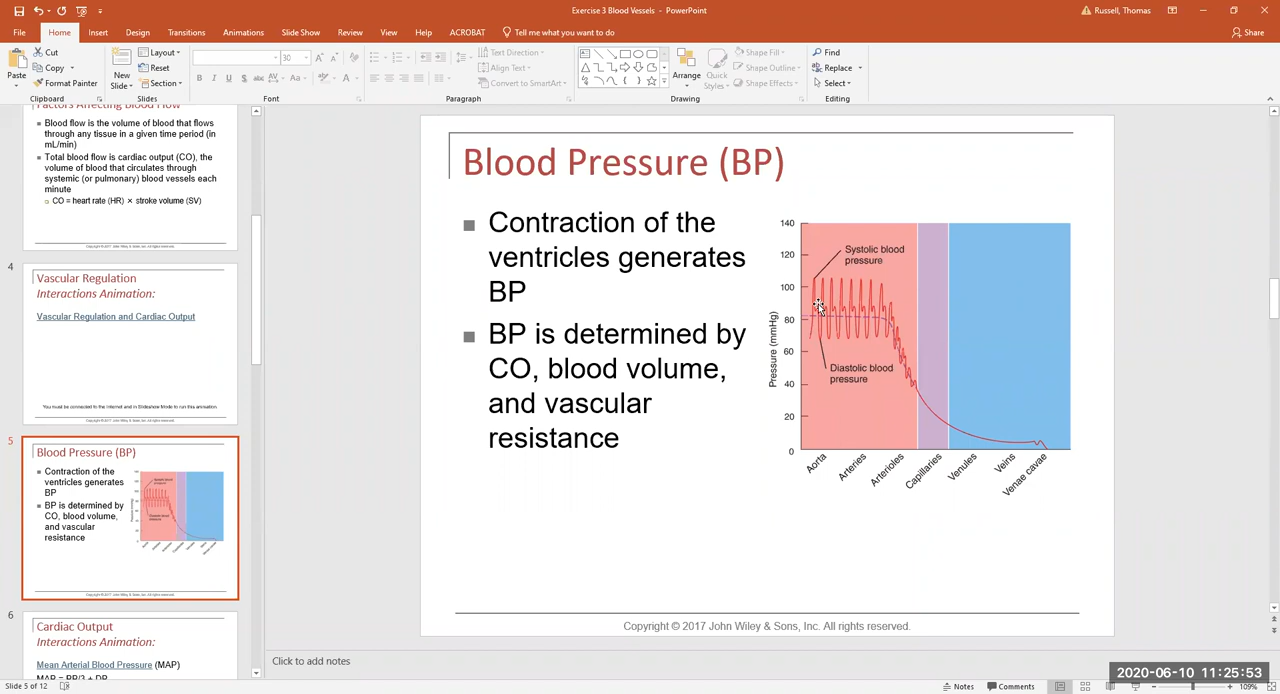 Exercise 3 Blood Vessels - PowerPoint
Russell, Thomas
File Home Insert Design Transitions Animations Slide Show Review View Help ACROBAT Tell me what you want to do Share
Paste
Cut
Copy
Format Painter
Clipboard
New Slide
Layout
Reset
Section
Slides
30
Font
Text Direction
Align Text
Convert to SmartArt
Paragraph
Arrange
Quick Styles
Shape Fill
Shape Outline
Shape Effects
Drawing
Find
Replace
Select
Editing
Factors Affecting Blood Flow
Blood flow is the volume of blood that flows
through any tissue in a given time period (in
mL/min)
Total blood flow is cardiac output (CO), the
volume of blood that circulates through
systemic (or pulmonary) blood vessels each
minute
CO = heart rate (HR) × stroke volume (SV)
Copyright © 2017 John Wiley & Sons, Inc. All rights reserved.
4
Vascular Regulation
Interactions Animation:
Vascular Regulation and Cardiac Output
You must be connected to the Internet and in Slideshow Mode to run this animation.
Copyright © 2017 John Wiley & Sons, Inc. All rights reserved.
5
Blood Pressure (BP)
Contraction of the
ventricles generates
BP
BP is determined by
CO, blood volume,
and vascular
resistance
Copyright © 2017 John Wiley & Sons, Inc. All rights reserved.
6
Cardiac Output
Interactions Animation:
Mean Arterial Blood Pressure (MAP)
MAP = PP/3 + DP
Blood Pressure (BP)
Contraction of the
ventricles generates
BP
BP is determined by
CO, blood volume,
and vascular
resistance
Pressure (mmHg)
140
120
100
80
60
40
20
0
Systolic blood
pressure
Diastolic blood
pressure
Aorta
Arteries
Arterioles
Capillaries
Venules
Veins
Venae cavae
Copyright © 2017 John Wiley & Sons, Inc. All rights reserved.
Click to add notes
2020-06-10 11:25:53
Slide 5 of 12
Notes
Comments
109%